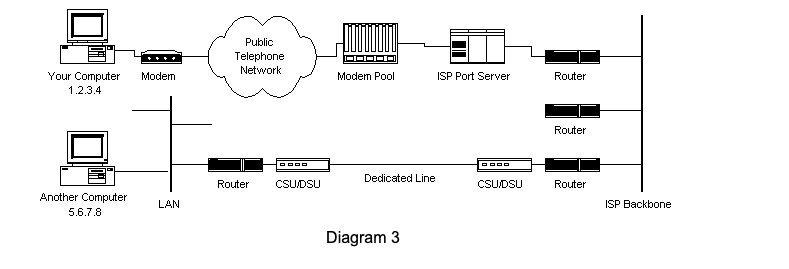 Public
Telephone
Network
Your Computer
1.2.3.4
Modem
Modem Pool
ISP Port Server
Router
Router
Another Computer
5.6.7.8
LAN
Router
CSU/DSU
Dedicated Line
CSU/DSU
Router
ISP Backbone
Diagram 3